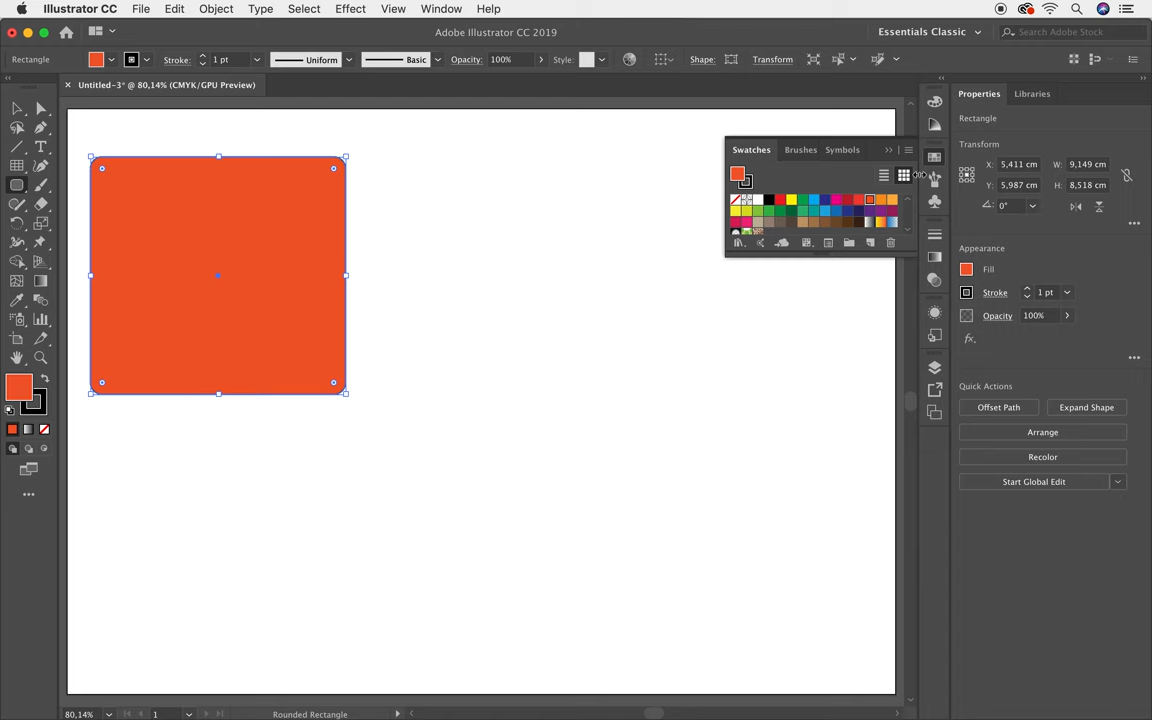 Illustrator CC File Edit Object Type Select Effect View Window Help
Adobe Illustrator CC 2019
Essentials Classic
Search Adobe Stock
Rectangle
Stroke: 1 pt
Uniform
Basic
Opacity: 100%
Style:
Shape:
Transform
Untitled-3* @ 80,14% (CMYK/GPU Preview)
Swatches Brushes Symbols
Properties Libraries
Rectangle
Transform
X: 5,411 cm W: 9,149 cm
Y: 5,987 cm H: 8,518 cm
0°
Appearance
Fill
Stroke 1 pt
Opacity 100%
fx.
Quick Actions
Offset Path Expand Shape
Arrange
Recolor
Start Global Edit
80,14% 1 Rounded Rectangle